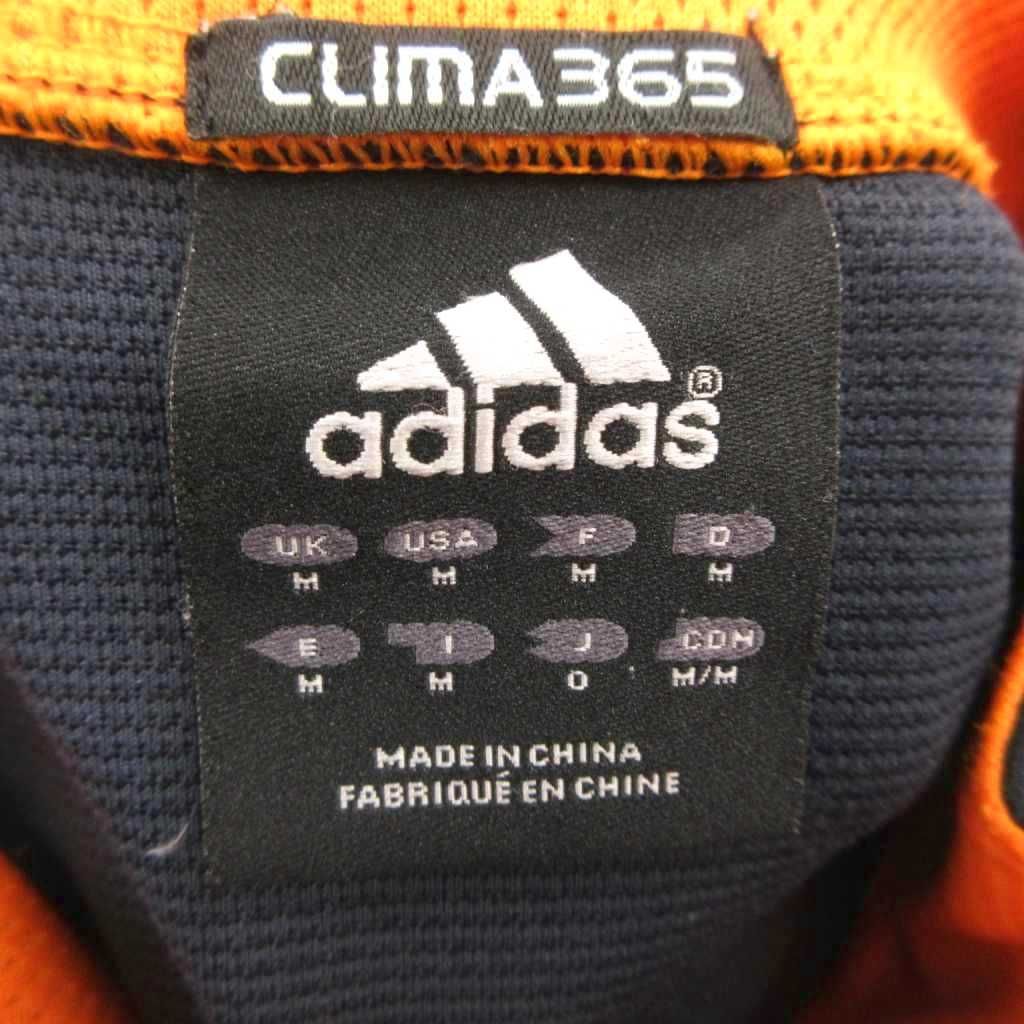 CLIMA365
adidas®
UK USA F D
M M M M
E I J CDN
M M O M/M
MADE IN CHINA
FABRIQUÉ EN CHINE